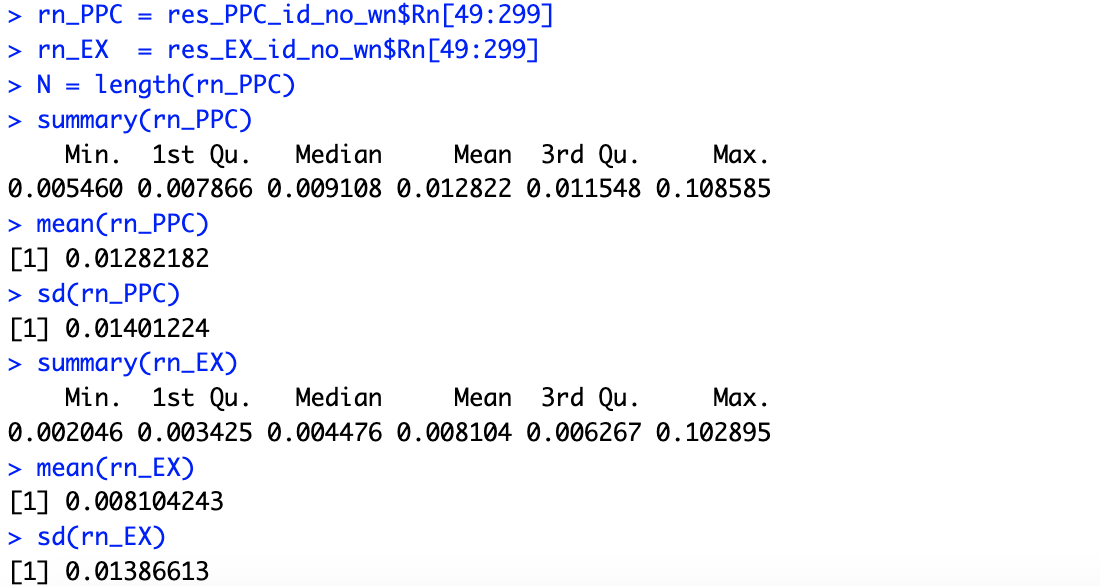 > rn_PPC = res_PPC_id_no_wn$Rn[49:299]
> rn_EX  = res_EX_id_no_wn$Rn[49:299]
> N = length(rn_PPC)
> summary(rn_PPC)
    Min.  1st Qu.   Median     Mean  3rd Qu.     Max.
0.005460 0.007866 0.009108 0.012822 0.011548 0.108585
> mean(rn_PPC)
[1] 0.01282182
> sd(rn_PPC)
[1] 0.01401224
> summary(rn_EX)
    Min.  1st Qu.   Median     Mean  3rd Qu.     Max.
0.002046 0.003425 0.004476 0.008104 0.006267 0.102895
> mean(rn_EX)
[1] 0.008104243
> sd(rn_EX)
[1] 0.01386613